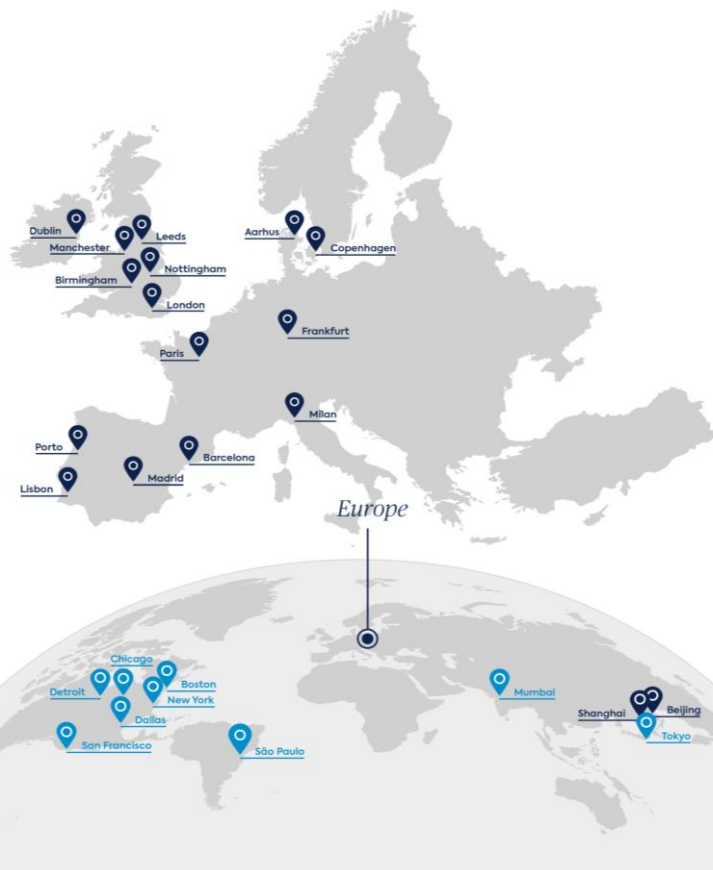 Dublin
Leeds
Manchester
Nottingham
Birmingham
London
Aarhus
Copenhagen
Frankfurt
Paris
Milan
Porto
Barcelona
Madrid
Lisbon
Europe
Chicago
Detroit
Boston
New York
Dallas
San Francisco
São Paulo
Mumbai
Shanghai
Beijing
Tokyo